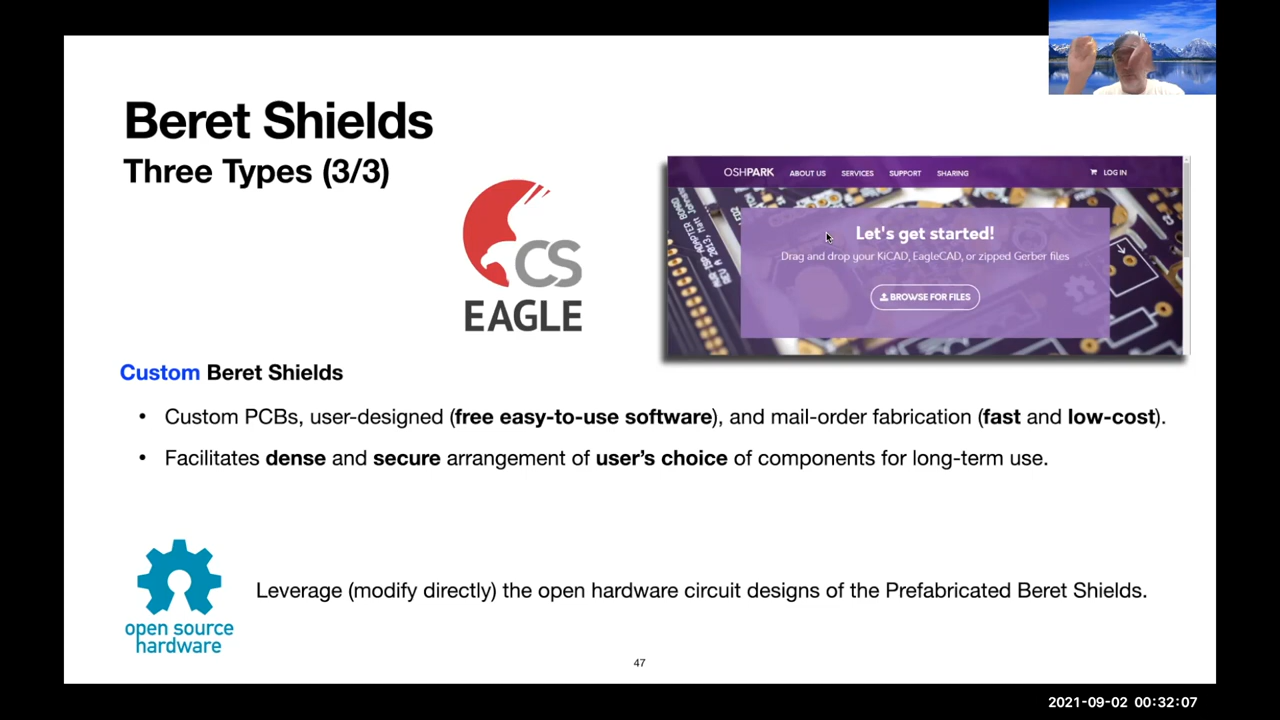 Beret Shields
Three Types (3/3)
CS
EAGLE
OSHPARK ABOUT US SERVICES SUPPORT SHARING LOG IN
Let's get started!
Drag and drop your KiCAD, EagleCAD, or zipped Gerber files
BROWSE FOR FILES
Custom Beret Shields
• Custom PCBs, user-designed (free easy-to-use software), and mail-order fabrication (fast and low-cost).
• Facilitates dense and secure arrangement of user's choice of components for long-term use.
open source
hardware
Leverage (modify directly) the open hardware circuit designs of the Prefabricated Beret Shields.
47
2021-09-02 00:32:07